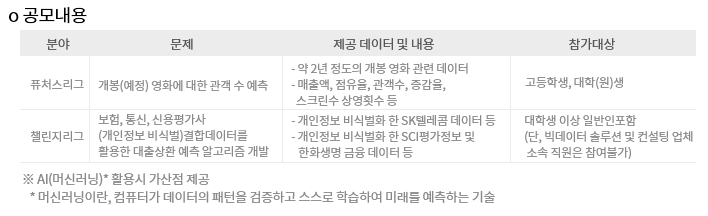 o 공모내용
분야 문제 제공 데이터 및 내용 참가대상
퓨처스리그 개봉(예정) 영화에 대한 관객 수 예측 - 약 2년 정도의 개봉 영화 관련 데이터
- 매출액, 점유율, 관객수, 증감율,
스크린수 상영횟수 등
고등학생, 대학(원)생
챌린지리그 보험, 통신, 신용평가사
(개인정보 비식별)결합데이터를
활용한 대출상환 예측 알고리즘 개발
- 개인정보 비식별화 한 SK텔레콤 데이터 등
- 개인정보 비식별화 한 SCI평가정보 및
한화생명 금융 데이터 등
대학생 이상 일반인포함
(단, 빅데이터 솔루션 및 컨설팅 업체
소속 직원은 참여불가)
※ AI(머신러닝)* 활용시 가산점 제공
* 머신러닝이란, 컴퓨터가 데이터의 패턴을 검증하고 스스로 학습하여 미래를 예측하는 기술